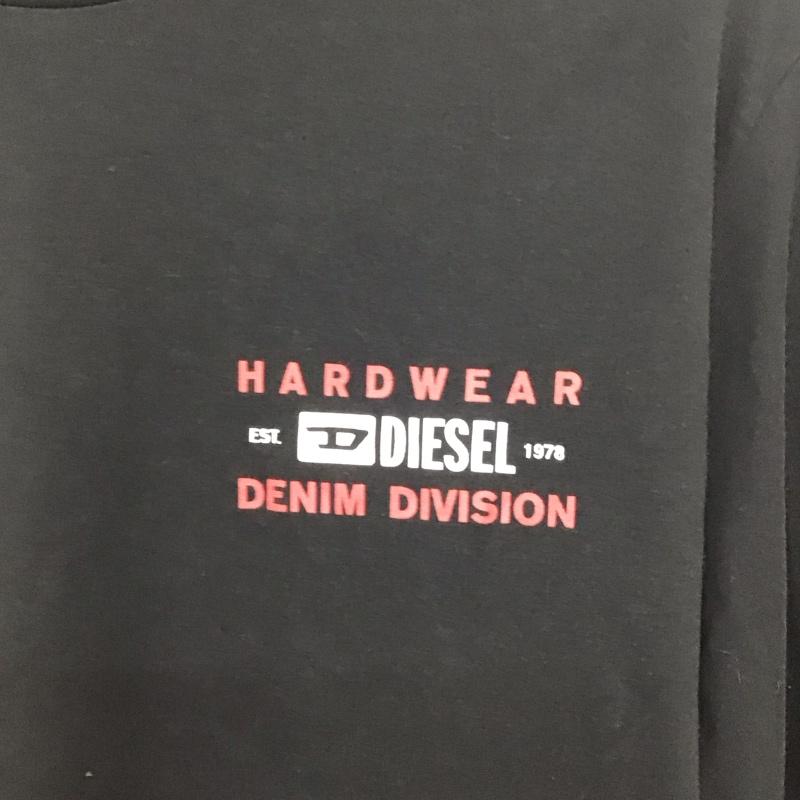 HARDWEAR
EST. D DIESEL 1978
DENIM DIVISION